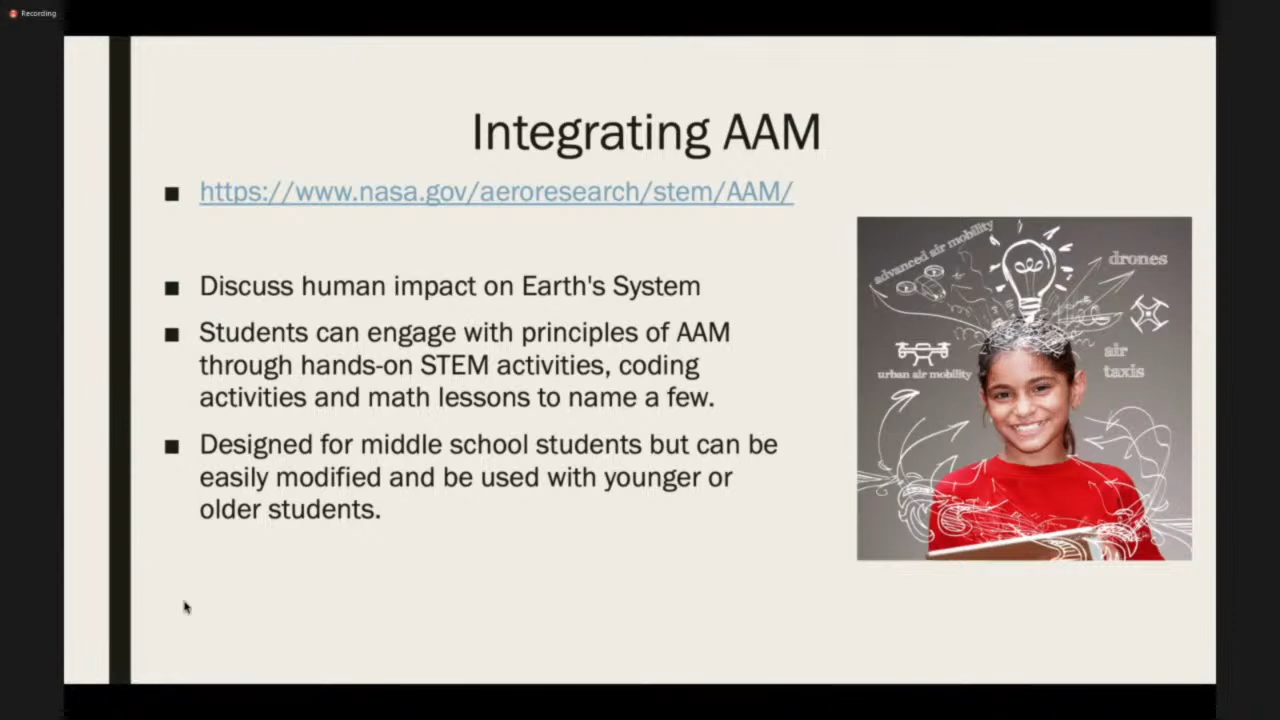 Recording
Integrating AAM
https://www.nasa.gov/aeroresearch/stem/AAM/
Discuss human impact on Earth's System
Students can engage with principles of AAM
through hands-on STEM activities, coding
activities and math lessons to name a few.
Designed for middle school students but can be
easily modified and be used with younger or
older students.
advanced air mobility
drones
air
taxis
urban air mobility